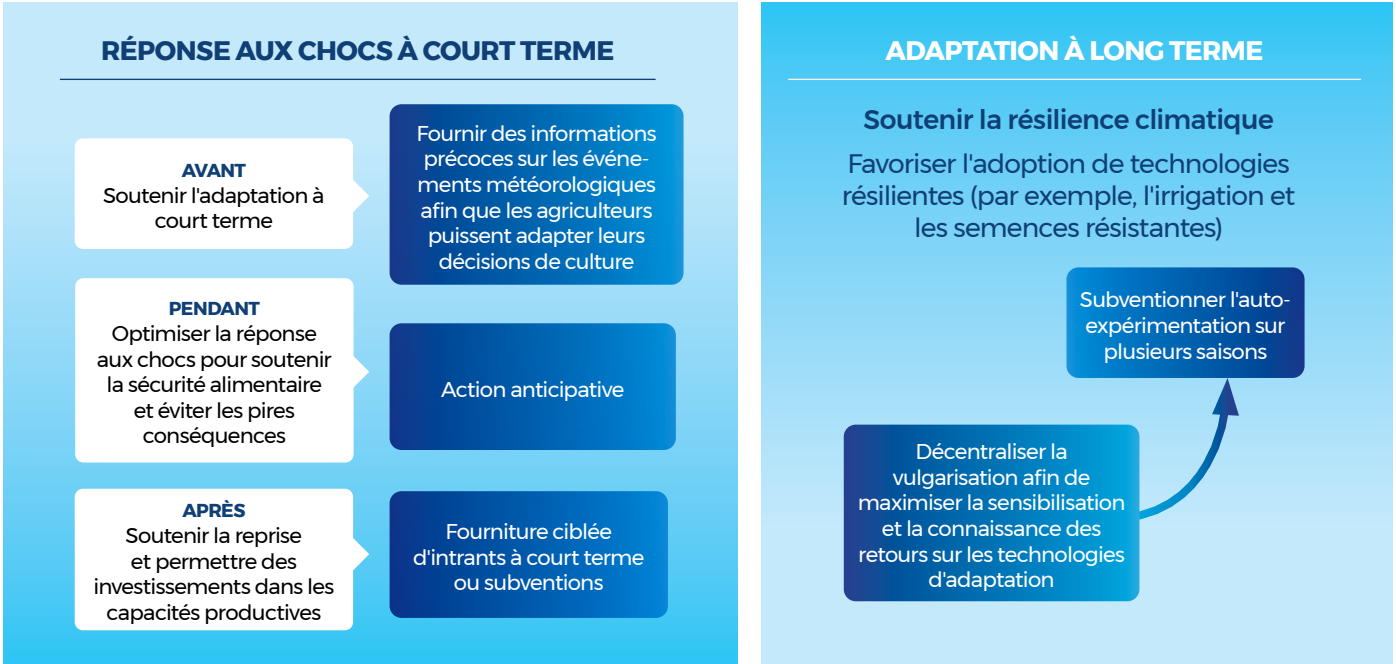 RÉPONSE AUX CHOCS À COURT TERME
AVANT
Soutenir l'adaptation à
court terme
Fournir des informations
précoces sur les événe-
ments météorologiques
afin que les agriculteurs
puissent adapter leurs
décisions de culture
PENDANT
Optimiser la réponse
aux chocs pour soutenir
la sécurité alimentaire
et éviter les pires
conséquences
Action anticipative
APRÈS
Soutenir la reprise
et permettre des
investissements dans les
capacités productives
Fourniture ciblée
d'intrants à court terme
ou subventions
ADAPTATION À LONG TERME
Soutenir la résilience climatique
Favoriser l'adoption de technologies
résilientes (par exemple, l'irrigation et
les semences résistantes)
Subventionner l'auto-
expérimentation sur
plusieurs saisons
Décentraliser la
vulgarisation afin de
maximiser la sensibilisation
et la connaissance des
retours sur les technologies
d'adaptation